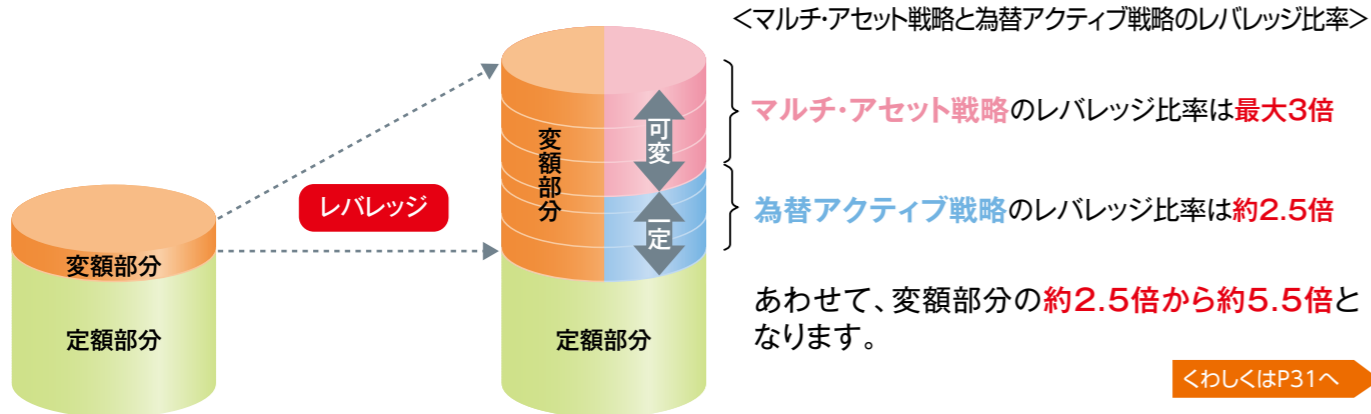 <マルチ・アセット戦略と為替アクティブ戦略のレバレッジ比率>
変額部分
定額部分
レバレッジ
変額部分
可変
一定
定額部分
マルチ・アセット戦略のレバレッジ比率は最大3倍
為替アクティブ戦略のレバレッジ比率は約2.5倍
あわせて、変額部分の約2.5倍から約5.5倍と
なります。
くわしくはP31へ